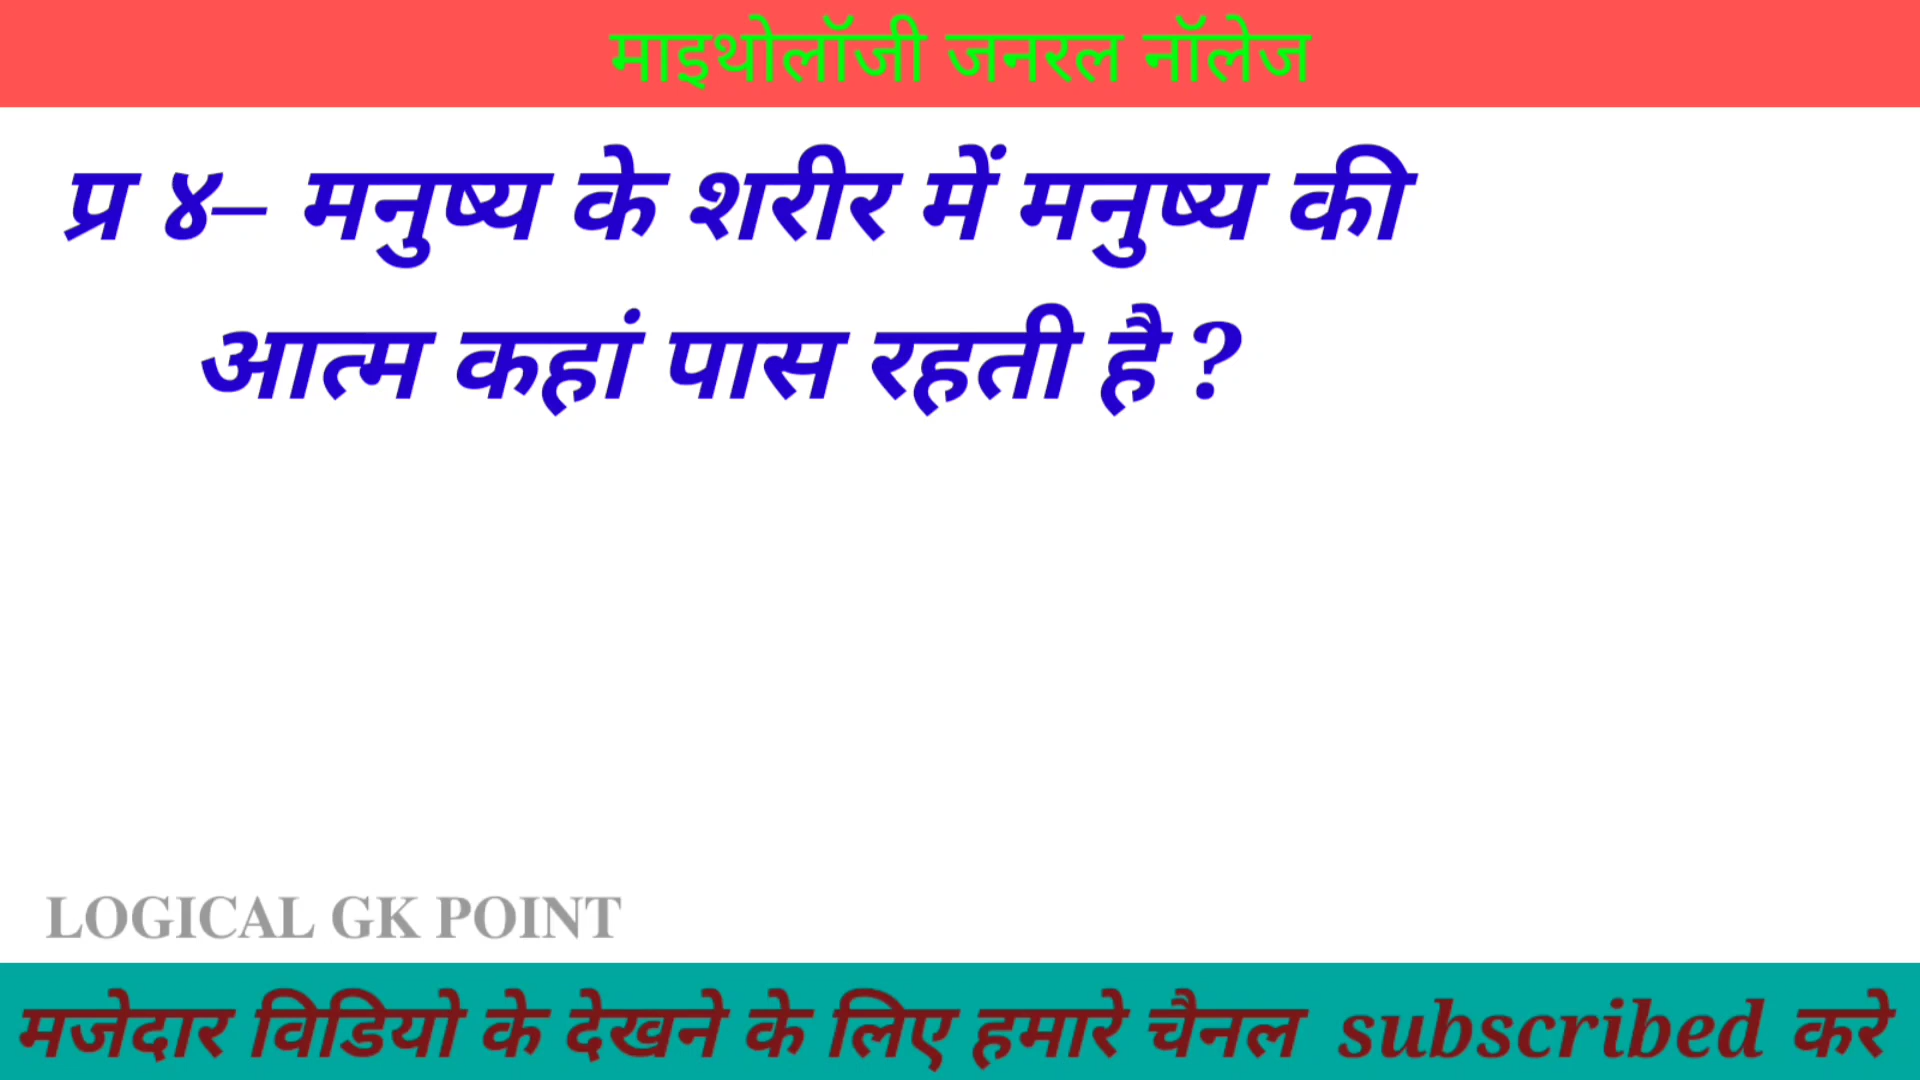 माइथोलॉजी जनरल नॉलेज
प्र ४– मनुष्य के शरीर में मनुष्य की
आत्म कहां पास रहती है ?
LOGICAL GK POINT
मजेदार विडियो के देखने के लिए हमारे चैनल subscribed करे